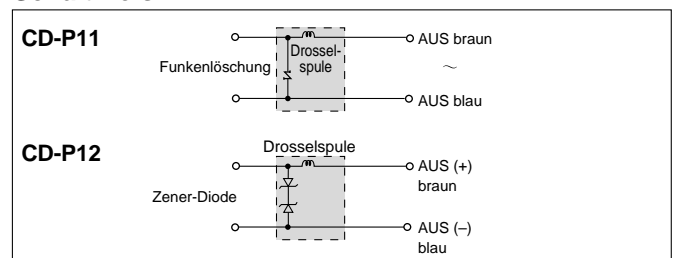 CD-P11
Drossel-
spule
Funkenlöschung
AUS braun
~
AUS blau
CD-P12
Drosselspule
Zener-Diode
AUS (+)
braun
AUS (–)
blau